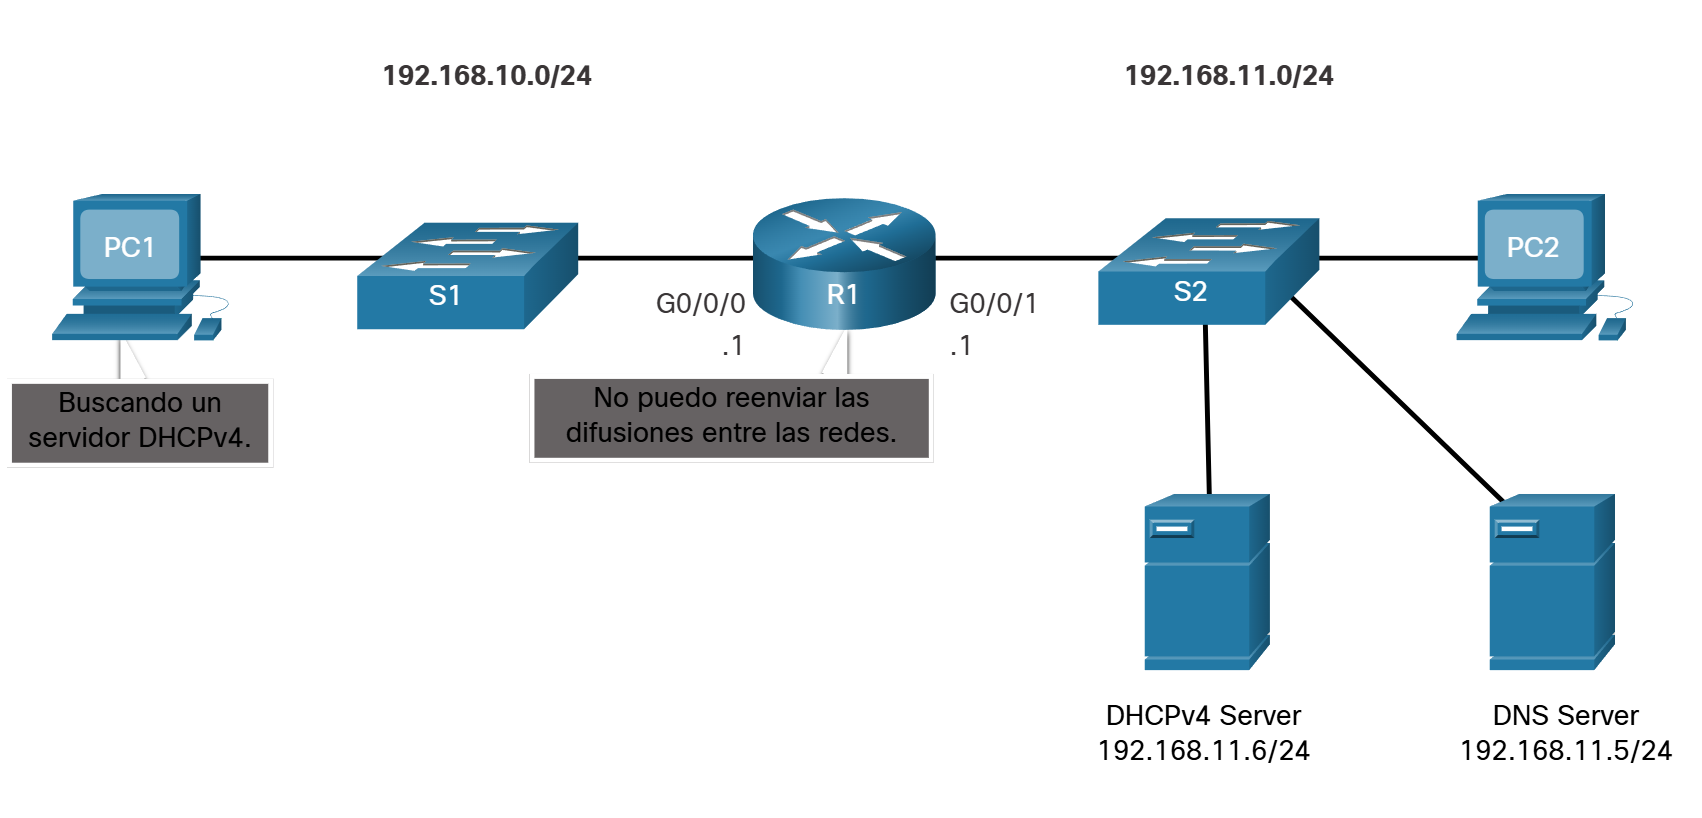 192.168.10.0/24
192.168.11.0/24
PC1
S1
R1
S2
PC2
G0/0/0
.1
G0/0/1
.1
Buscando un
servidor DHCPv4.
No puedo reenviar las
difusiones entre las redes.
DHCPv4 Server
192.168.11.6/24
DNS Server
192.168.11.5/24